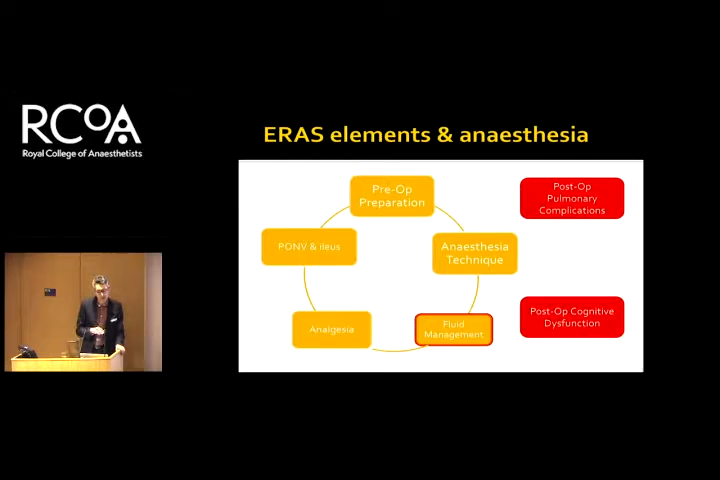 RCOA
Royal College of Anaesthetists
ERAS elements & anaesthesia
Pre-Op
Preparation
Post-Op
Pulmonary
Complications
PONV & ileus
Anaesthesia
Technique
Analgesia
Fluid
Management
Post-Op Cognitive
Dysfunction